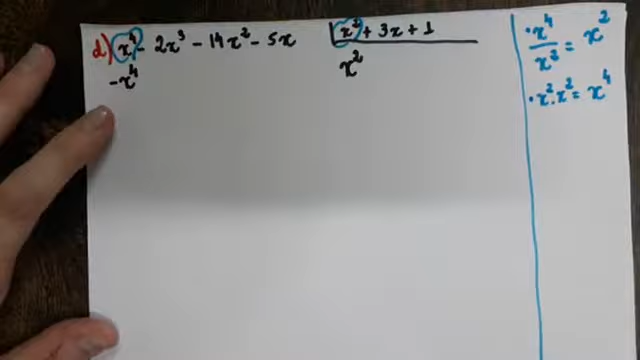 d) x⁴ - 2x³ - 14x² - 5x x² + 3x + 1
-x⁴ x²
· x⁴/x² = x²
· x² · x² = x⁴